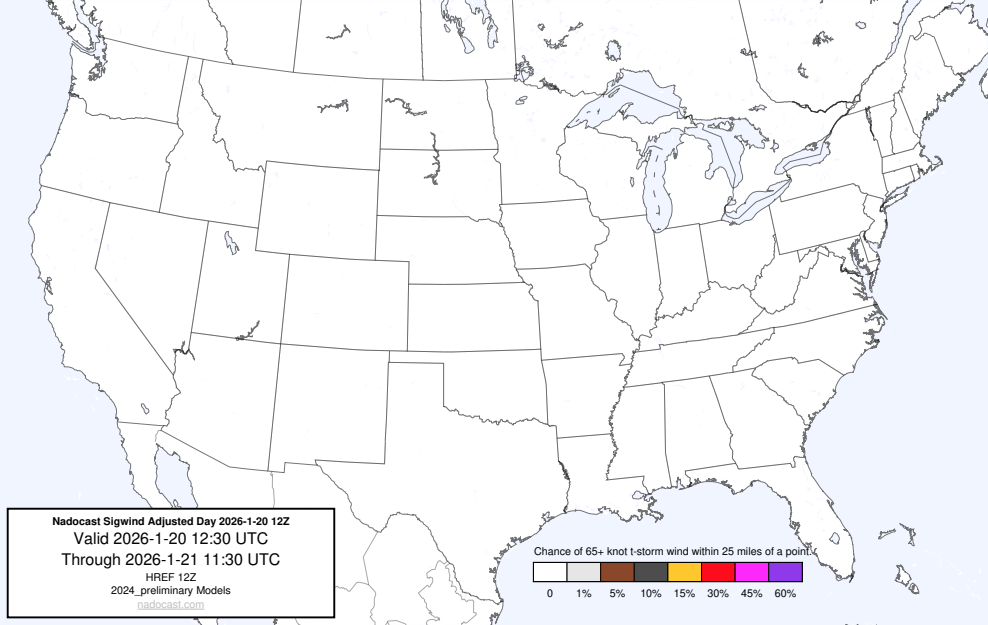 Nadocast Sigwind Adjusted Day 2026-1-20 12Z
Valid 2026-1-20 12:30 UTC
Through 2026-1-21 11:30 UTC
HREF 12Z
2024_preliminary Models
nadocast.com
Chance of 65+ knot t-storm wind within 25 miles of a point.
0 1% 5% 10% 15% 30% 45% 60%